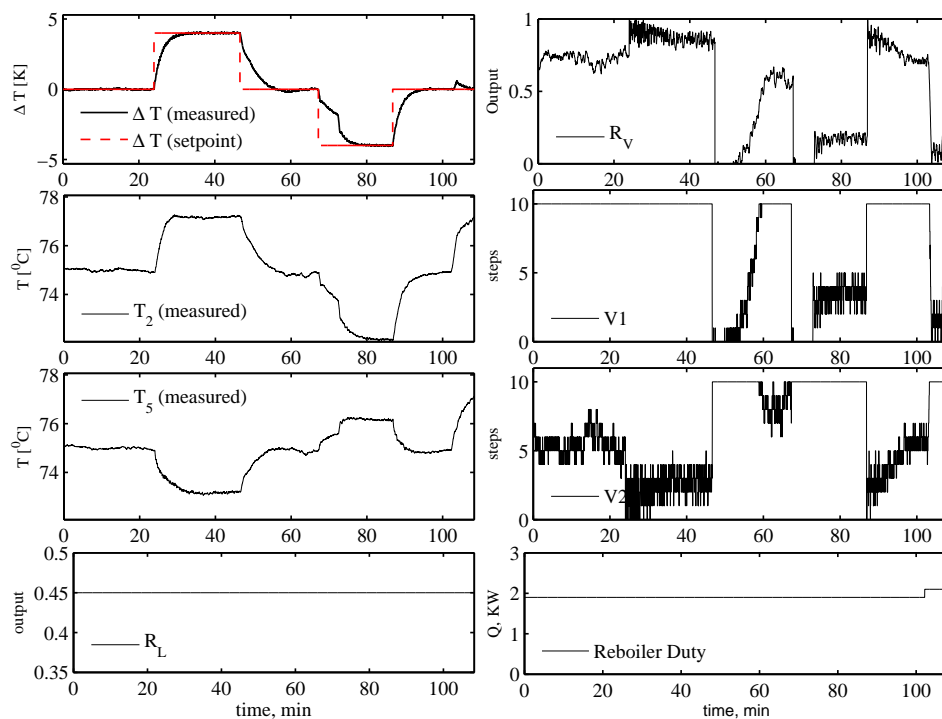 5
0
−5
Δ T [K]
Δ T (measured)
Δ T (setpoint)
0 20 40 60 80 100
1
0.5
0
Output
R_V
0 20 40 60 80 100
78
76
74
T [⁰C]
T_2 (measured)
0 20 40 60 80 100
10
5
0
steps
V1
0 20 40 60 80 100
78
76
74
T [⁰C]
T_5 (measured)
0 20 40 60 80 100
10
5
0
steps
V2
0 20 40 60 80 100
0.5
0.45
0.4
0.35
output
R_L
0 20 40 60 80 100
time, min
3
2
1
0
Q, KW
Reboiler Duty
0 20 40 60 80 100
time, min